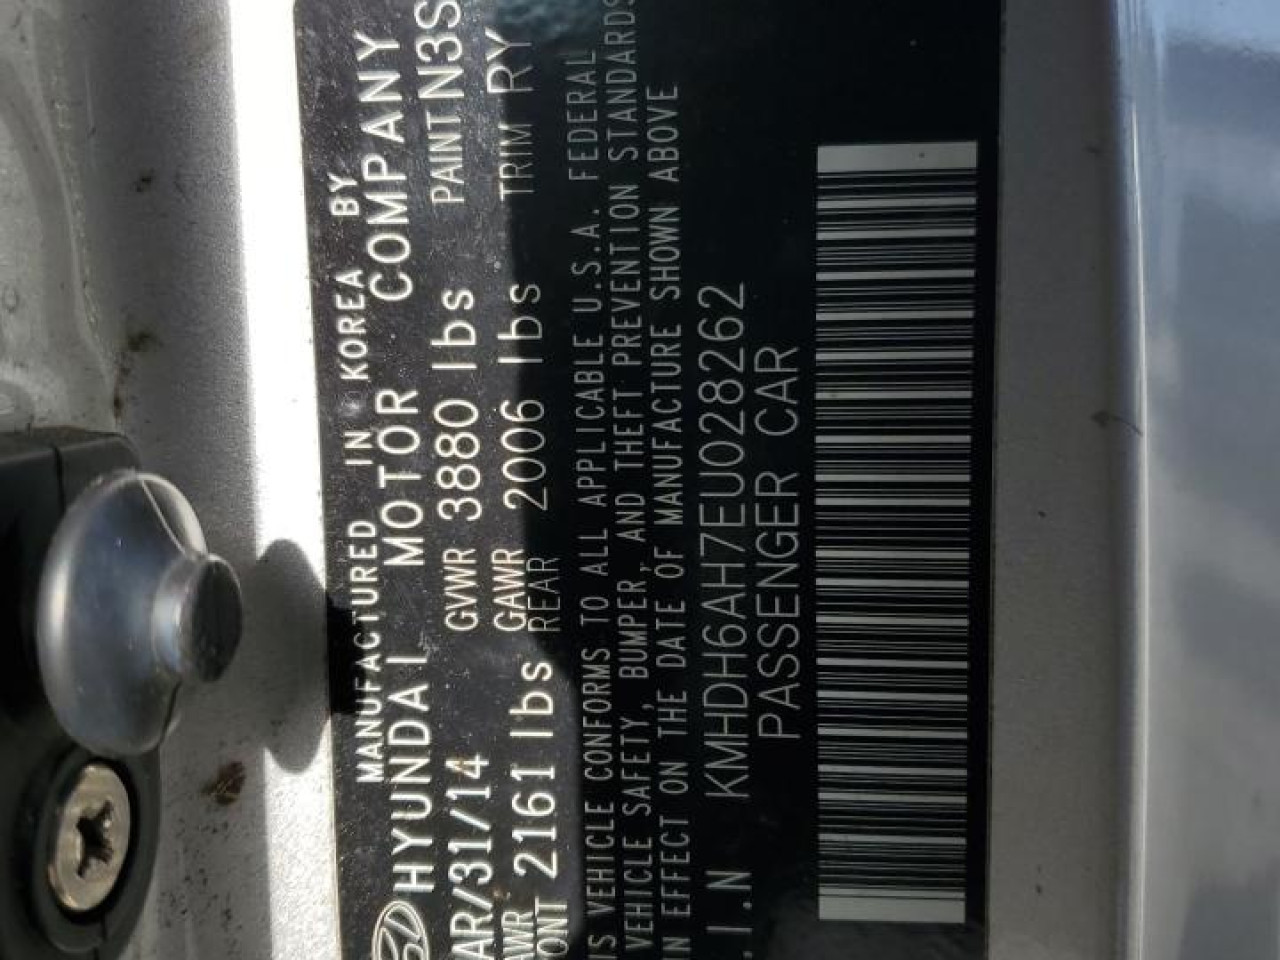 MANUFACTURED IN KOREA BY
HYUNDAI MOTOR COMPANY
AR/31/14 GVWR 3880 lbs PAINT N3S
AWR GAWR TRIM RY
ONT 2161 lbs REAR 2006 lbs
IS VEHICLE CONFORMS TO ALL APPLICABLE U.S.A. FEDERAL
VEHICLE SAFETY, BUMPER, AND THEFT PREVENTION STANDARDS
IN EFFECT ON THE DATE OF MANUFACTURE SHOWN ABOVE
.I.N KMHDH6AH7EU028262
PASSENGER CAR